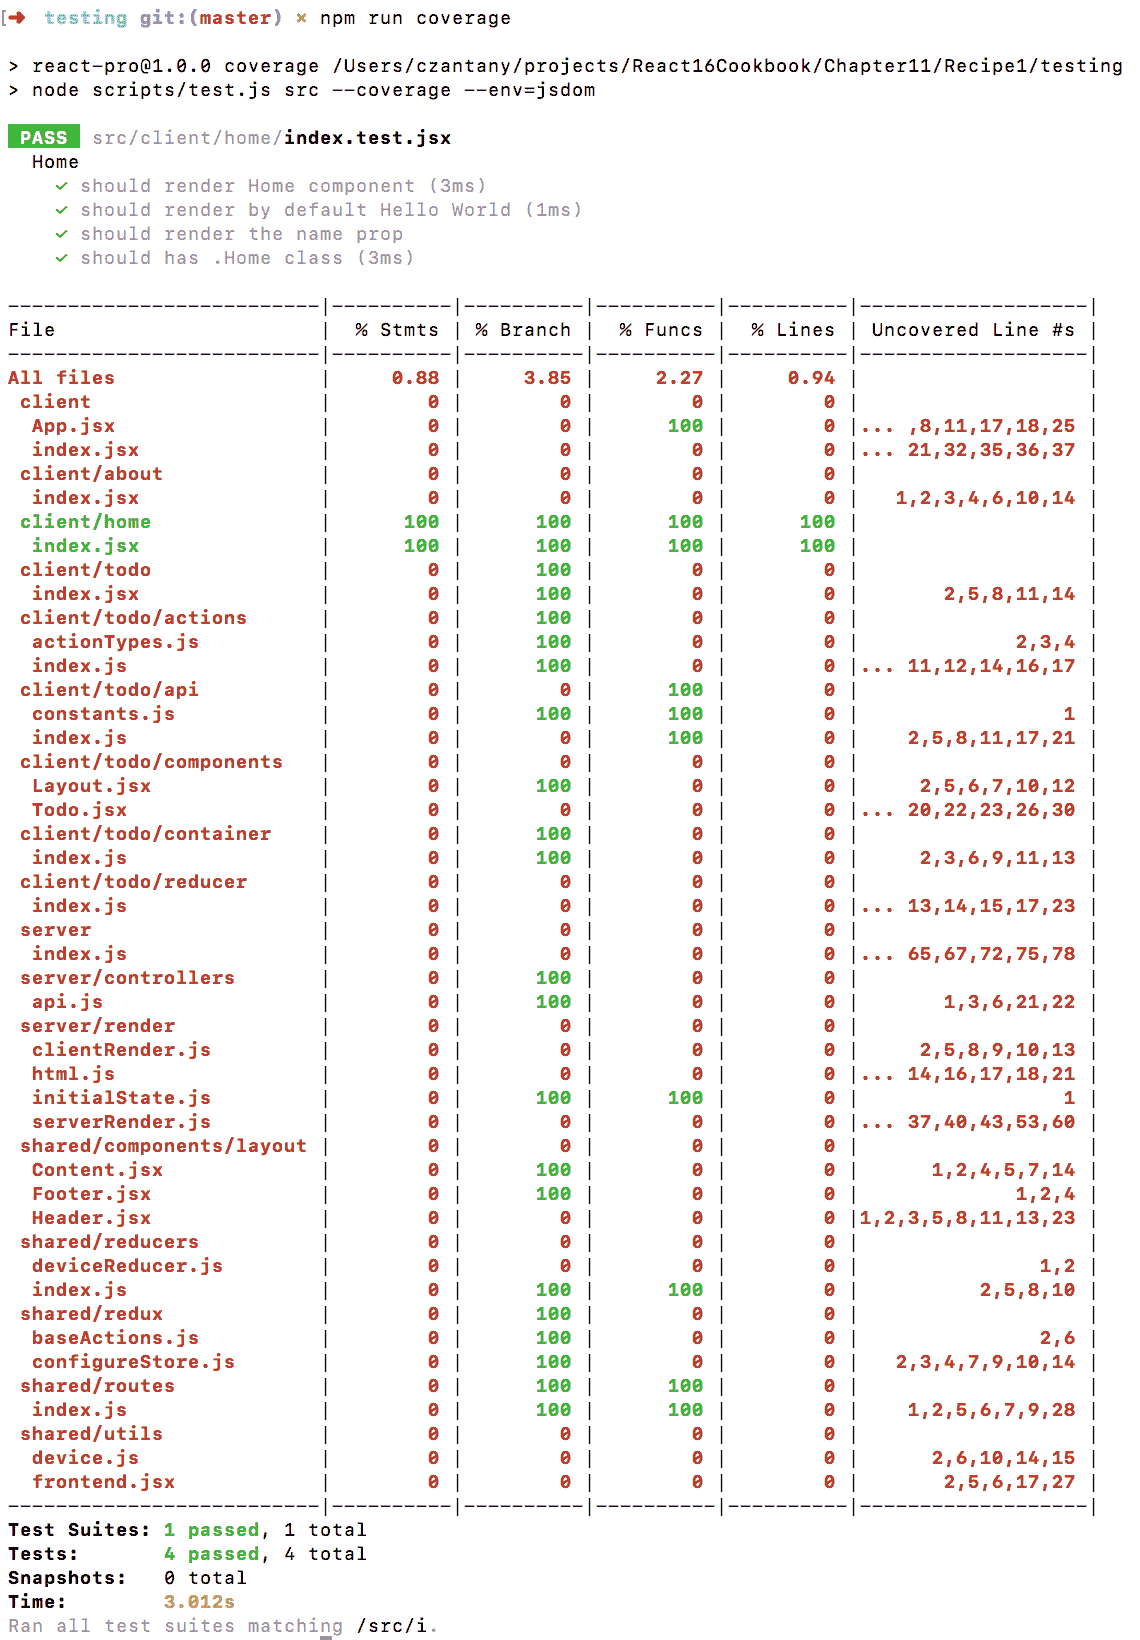 [➜  testing git:(master) ✗ npm run coverage
> react-pro@1.0.0 coverage /Users/czantany/projects/React16Cookbook/Chapter11/Recipe1/testing
> node scripts/test.js src --coverage --env=jsdom
PASS src/client/home/index.test.jsx
Home
✓ should render Home component (3ms)
✓ should render by default Hello World (1ms)
✓ should render the name prop
✓ should has .Home class (3ms)
--------------------------|----------|----------|----------|----------|-------------------|
File                      |  % Stmts | % Branch |  % Funcs |  % Lines | Uncovered Line #s |
--------------------------|----------|----------|----------|----------|-------------------|
All files                 |     0.88 |     3.85 |     2.27 |     0.94 |                   |
client                   |        0 |        0 |        0 |        0 |                   |
App.jsx                 |        0 |        0 |      100 |        0 |... ,8,11,17,18,25 |
index.jsx               |        0 |        0 |        0 |        0 |... 21,32,35,36,37 |
client/about             |        0 |        0 |        0 |        0 |                   |
index.jsx               |        0 |        0 |        0 |        0 |   1,2,3,4,6,10,14 |
client/home              |      100 |      100 |      100 |      100 |                   |
index.jsx               |      100 |      100 |      100 |      100 |                   |
client/todo              |        0 |      100 |        0 |        0 |                   |
index.jsx               |        0 |      100 |        0 |        0 |       2,5,8,11,14 |
client/todo/actions      |        0 |      100 |        0 |        0 |                   |
actionTypes.js          |        0 |      100 |        0 |        0 |             2,3,4 |
index.js                |        0 |      100 |        0 |        0 |... 11,12,14,16,17 |
client/todo/api          |        0 |        0 |      100 |        0 |                   |
constants.js            |        0 |      100 |      100 |        0 |                 1 |
index.js                |        0 |        0 |      100 |        0 |    2,5,8,11,17,21 |
client/todo/components   |        0 |        0 |        0 |        0 |                   |
Layout.jsx              |        0 |      100 |        0 |        0 |     2,5,6,7,10,12 |
Todo.jsx                |        0 |        0 |        0 |        0 |... 20,22,23,26,30 |
client/todo/container    |        0 |      100 |        0 |        0 |                   |
index.js                |        0 |      100 |        0 |        0 |     2,3,6,9,11,13 |
client/todo/reducer      |        0 |        0 |        0 |        0 |                   |
index.js                |        0 |        0 |        0 |        0 |... 13,14,15,17,23 |
server                   |        0 |        0 |        0 |        0 |                   |
index.js                |        0 |        0 |        0 |        0 |... 65,67,72,75,78 |
server/controllers       |        0 |      100 |        0 |        0 |                   |
api.js                  |        0 |      100 |        0 |        0 |       1,3,6,21,22 |
server/render            |        0 |        0 |        0 |        0 |                   |
clientRender.js         |        0 |        0 |        0 |        0 |     2,5,8,9,10,13 |
html.js                 |        0 |        0 |        0 |        0 |... 14,16,17,18,21 |
initialState.js         |        0 |      100 |      100 |        0 |                 1 |
serverRender.js         |        0 |        0 |        0 |        0 |... 37,40,43,53,60 |
shared/components/layout |        0 |        0 |        0 |        0 |                   |
Content.jsx             |        0 |      100 |        0 |        0 |      1,2,4,5,7,14 |
Footer.jsx              |        0 |      100 |        0 |        0 |             1,2,4 |
Header.jsx              |        0 |        0 |        0 |        0 |1,2,3,5,8,11,13,23 |
shared/reducers          |        0 |        0 |        0 |        0 |                   |
deviceReducer.js        |        0 |        0 |        0 |        0 |               1,2 |
index.js                |        0 |      100 |      100 |        0 |          2,5,8,10 |
shared/redux             |        0 |      100 |        0 |        0 |                   |
baseActions.js          |        0 |      100 |        0 |        0 |               2,6 |
configureStore.js       |        0 |      100 |        0 |        0 |   2,3,4,7,9,10,14 |
shared/routes            |        0 |      100 |      100 |        0 |                   |
index.js                |        0 |      100 |      100 |        0 |    1,2,5,6,7,9,28 |
shared/utils             |        0 |        0 |        0 |        0 |                   |
device.js               |        0 |        0 |        0 |        0 |      2,6,10,14,15 |
frontend.jsx            |        0 |        0 |        0 |        0 |       2,5,6,17,27 |
--------------------------|----------|----------|----------|----------|-------------------|
Test Suites: 1 passed, 1 total
Tests:       4 passed, 4 total
Snapshots:   0 total
Time:        3.012s
Ran all test suites matching /src/i.